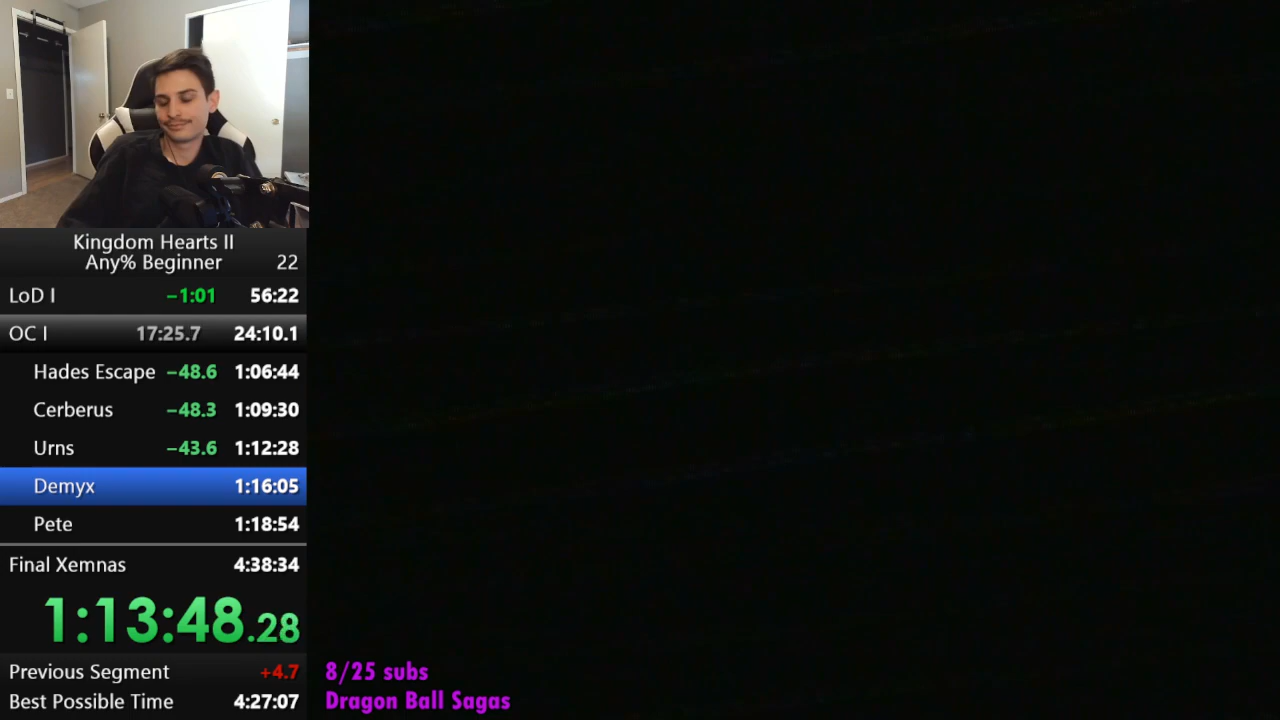 Kingdom Hearts II
Any% Beginner 22
LoD I −1:01 56:22
OC I 17:25.7 24:10.1
Hades Escape −48.6 1:06:44
Cerberus −48.3 1:09:30
Urns −43.6 1:12:28
Demyx 1:16:05
Pete 1:18:54
Final Xemnas 4:38:34
1:13:48.28
Previous Segment +4.7
Best Possible Time 4:27:07
8/25 subs
Dragon Ball Sagas